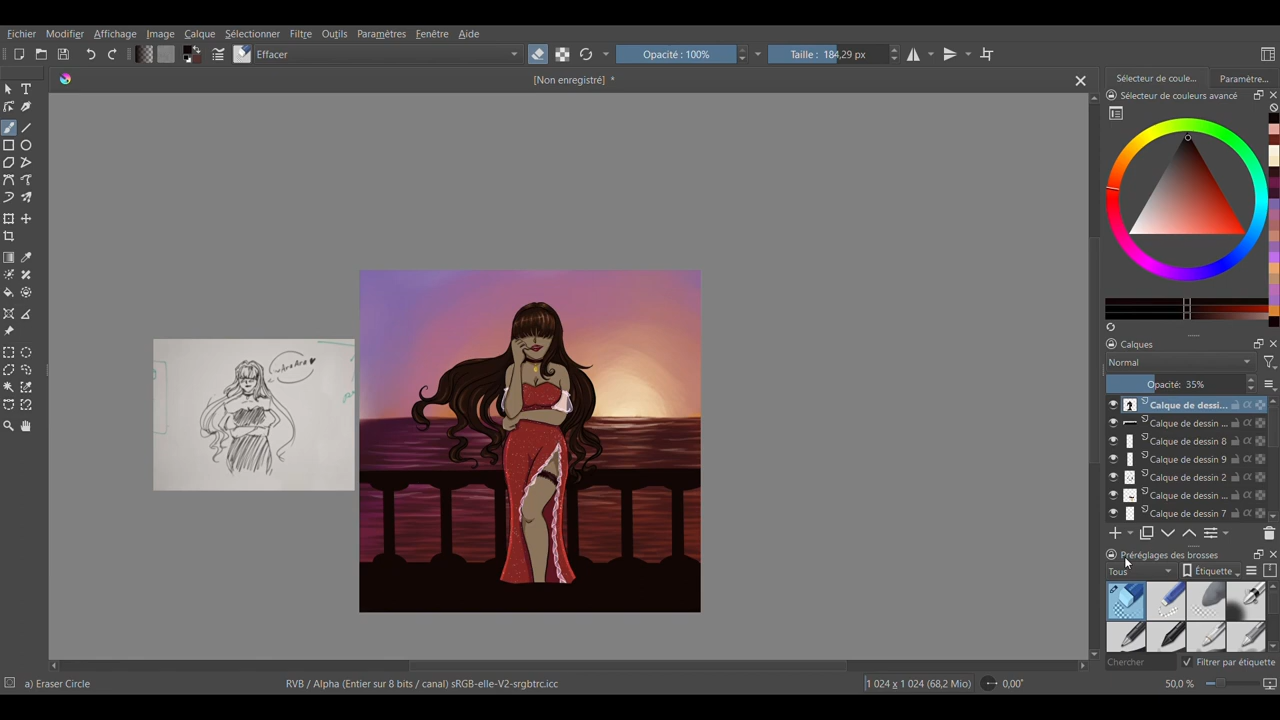 Fichier Modifier Affichage Image Calque Sélectionner Filtre Outils Paramètres Fenêtre Aide
Effacer Opacité : 100% Taille : 184,29 px
[Non enregistré] *
Sélecteur de coule... Paramètre...
Sélecteur de couleurs avancé
Calques
Normal
Opacité: 35%
Calque de dessi...
Calque de dessin ...
Calque de dessin 8
Calque de dessin 9
Calque de dessin 2
Calque de dessin ...
Calque de dessin 7
Préréglages des brosses
Tous Étiquette
Chercher Filtrer par étiquette
a) Eraser Circle RVB / Alpha (Entier sur 8 bits / canal) sRGB-elle-V2-srgbtrc.icc 1 024 x 1 024 (68,2 Mio) 0,00° 50,0 %